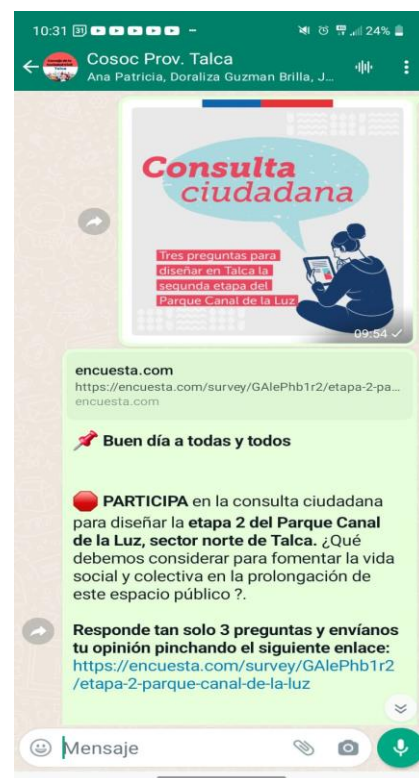 10:31 31 - 24%
Cosoc Prov. Talca
Ana Patricia, Doraliza Guzman Brilla, J...
Consulta
ciudadana
Tres preguntas para
diseñar en Talca la
segunda etapa del
Parque Canal de la Luz
09:54
encuesta.com
https://encuesta.com/survey/GAlePhb1r2/etapa-2-pa...
encuesta.com
Buen día a todas y todos
PARTICIPA en la consulta ciudadana
para diseñar la etapa 2 del Parque Canal
de la Luz, sector norte de Talca. ¿Qué
debemos considerar para fomentar la vida
social y colectiva en la prolongación de
este espacio público ?.
Responde tan solo 3 preguntas y envíanos
tu opinión pinchando el siguiente enlace:
https://encuesta.com/survey/GAlePhb1r2
/etapa-2-parque-canal-de-la-luz
Mensaje